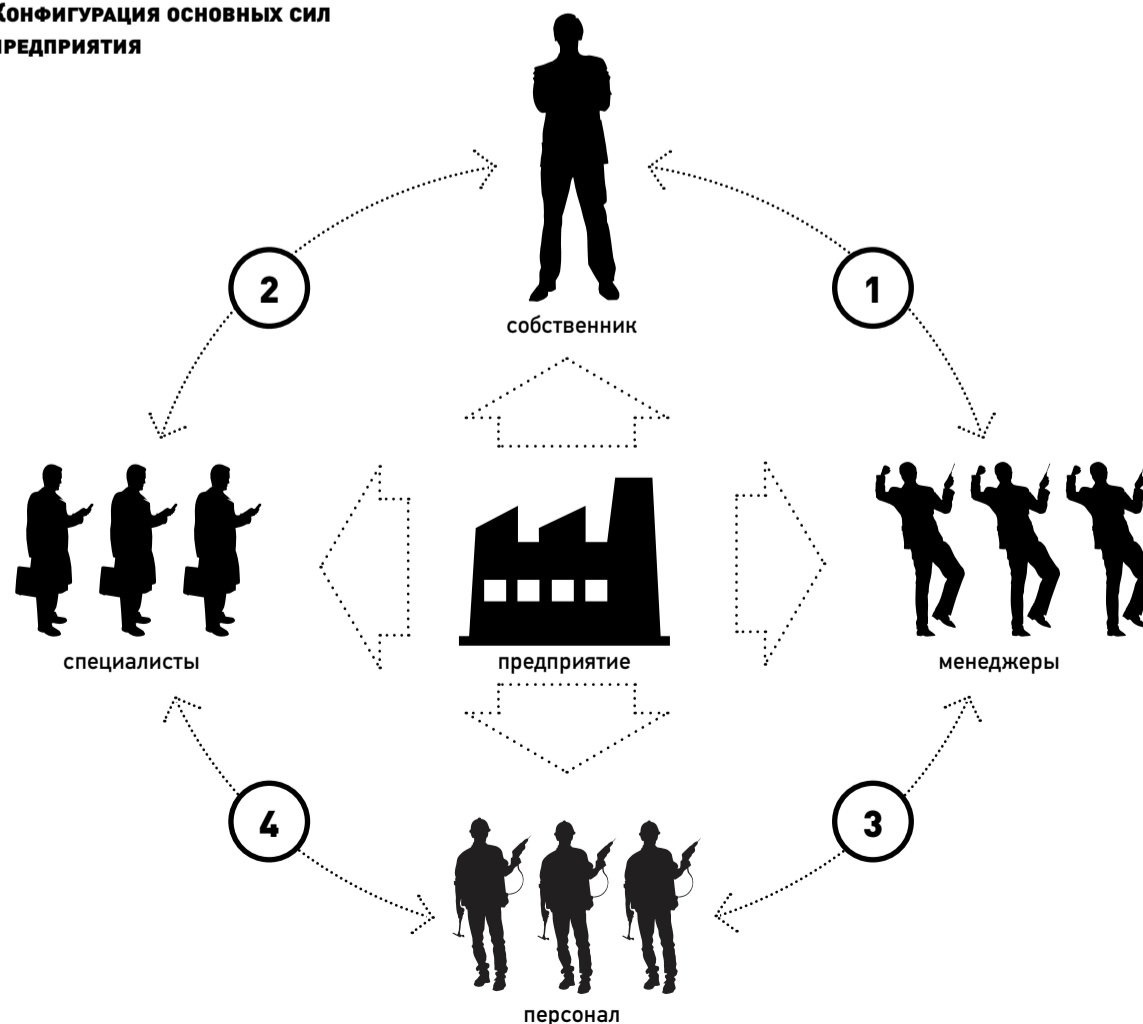 Конфигурация основных сил
предприятия
2
1
собственник
специалисты
предприятие
менеджеры
4
3
персонал